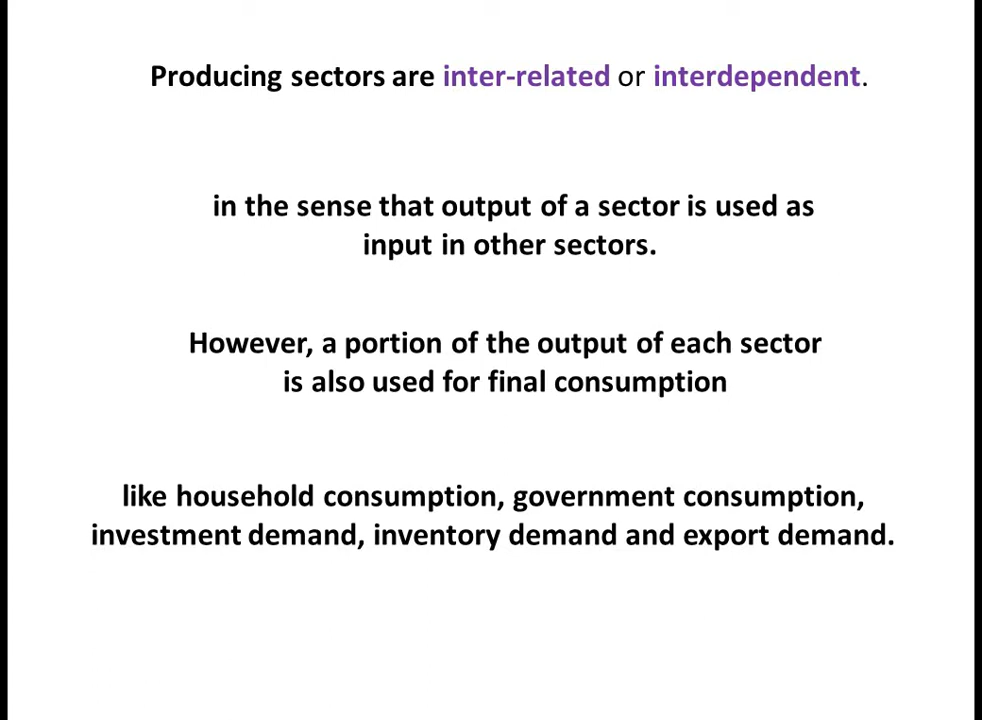 Producing sectors are inter-related or interdependent.
in the sense that output of a sector is used as
input in other sectors.
However, a portion of the output of each sector
is also used for final consumption
like household consumption, government consumption,
investment demand, inventory demand and export demand.